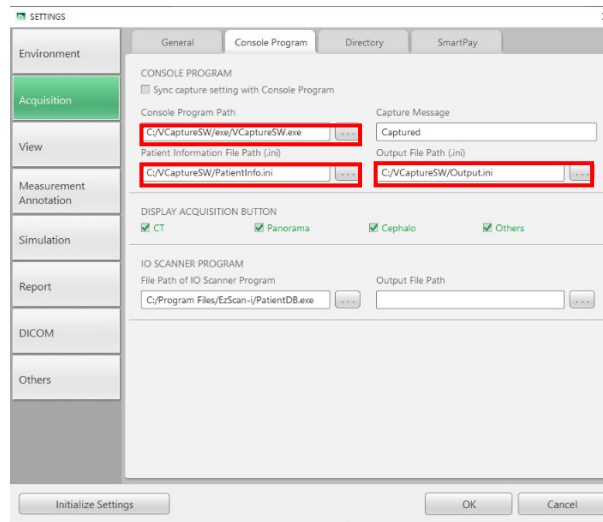 SETTINGS
Environment
Acquisition
View
Measurement
Annotation
Simulation
Report
DICOM
Others
General
Console Program
Directory
SmartPay
CONSOLE PROGRAM
Sync capture setting with Console Program
Console Program Path
Capture Message
C:/VCaptureSW/exe/VCaptureSW.exe
...
Captured
Patient Information File Path (.ini)
Output File Path (.ini)
C:/VCaptureSW/PatientInfo.ini
...
C:/VCaptureSW/Output.ini
...
DISPLAY ACQUISITION BUTTON
CT
Panorama
Cephalo
Others
IO SCANNER PROGRAM
File Path of IO Scanner Program
Output File Path
C:/Program Files/EzScan-i/PatientDB.exe
...
...
Initialize Settings
OK
Cancel